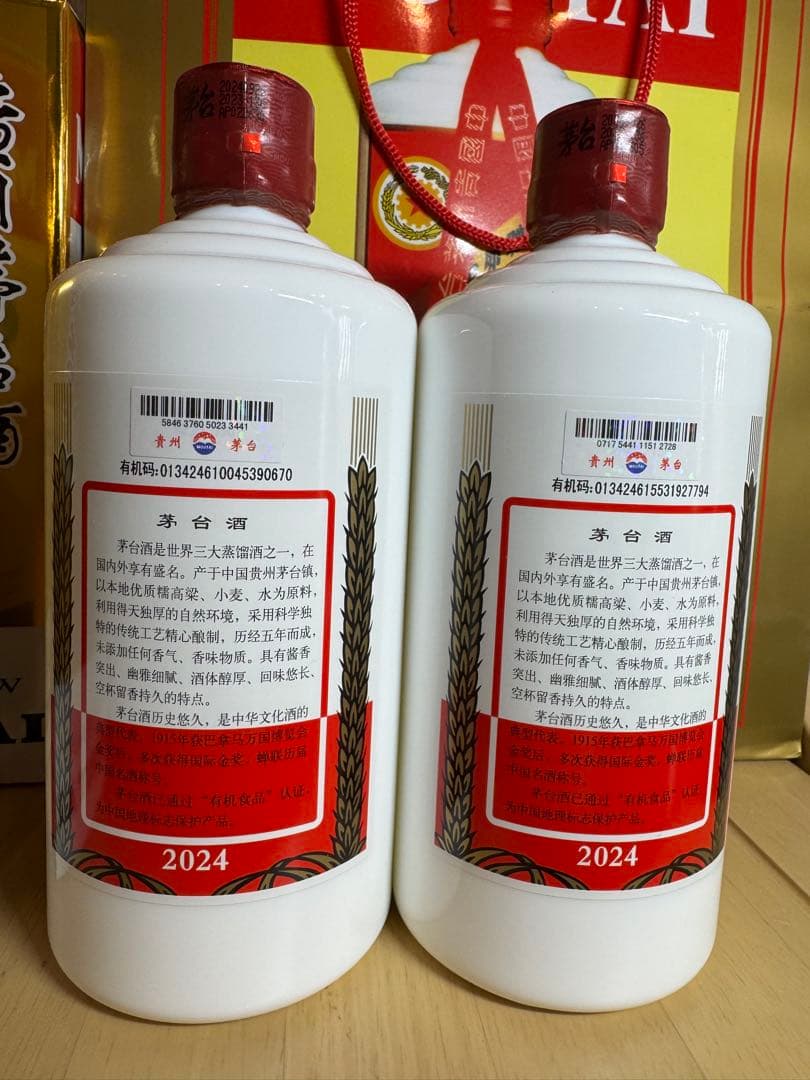 茅台
5846 3760 5023 3441
贵州 茅台
有机码:013424610045390670
茅台酒
茅台酒是世界三大蒸馏酒之一，在
国内外享有盛名。产于中国贵州茅台镇，
以本地优质糯高粱、小麦、水为原料，
利用得天独厚的自然环境，采用科学独
特的传统工艺精心酿制，历经五年而成，
未添加任何香气、香味物质。具有酱香
突出、幽雅细腻、酒体醇厚、回味悠长、
空杯留香持久的特点。
茅台酒历史悠久，是中华文化酒的
典型代表。1915年获巴拿马万国博览会
金奖后，多次获得国际金奖，蝉联历届
中国名酒称号。
茅台酒已通过“有机食品”认证，
为中国地理标志保护产品。
2024
茅台
0717 5441 1151 2728
贵州 茅台
有机码:013424615531927794
茅台酒
茅台酒是世界三大蒸馏酒之一，在
国内外享有盛名。产于中国贵州茅台镇，
以本地优质糯高粱、小麦、水为原料，
利用得天独厚的自然环境，采用科学独
特的传统工艺精心酿制，历经五年而成，
未添加任何香气、香味物质。具有酱香
突出、幽雅细腻、酒体醇厚、回味悠长、
空杯留香持久的特点。
茅台酒历史悠久，是中华文化酒的
典型代表。1915年获巴拿马万国博览会
金奖后，多次获得国际金奖，蝉联历届
中国名酒称号。
茅台酒已通过“有机食品”认证，
为中国地理标志保护产品。
2024